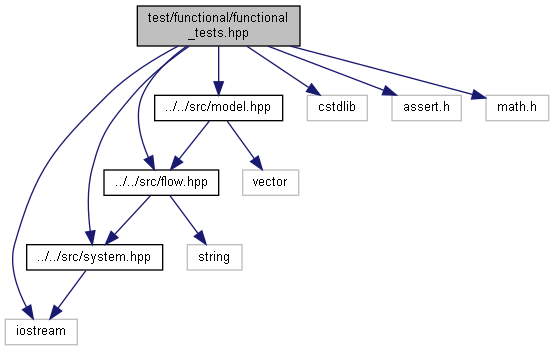 test/functional/functional
_tests.hpp
../../src/model.hpp
cstdlib
assert.h
math.h
../../src/flow.hpp
vector
../../src/system.hpp
string
iostream